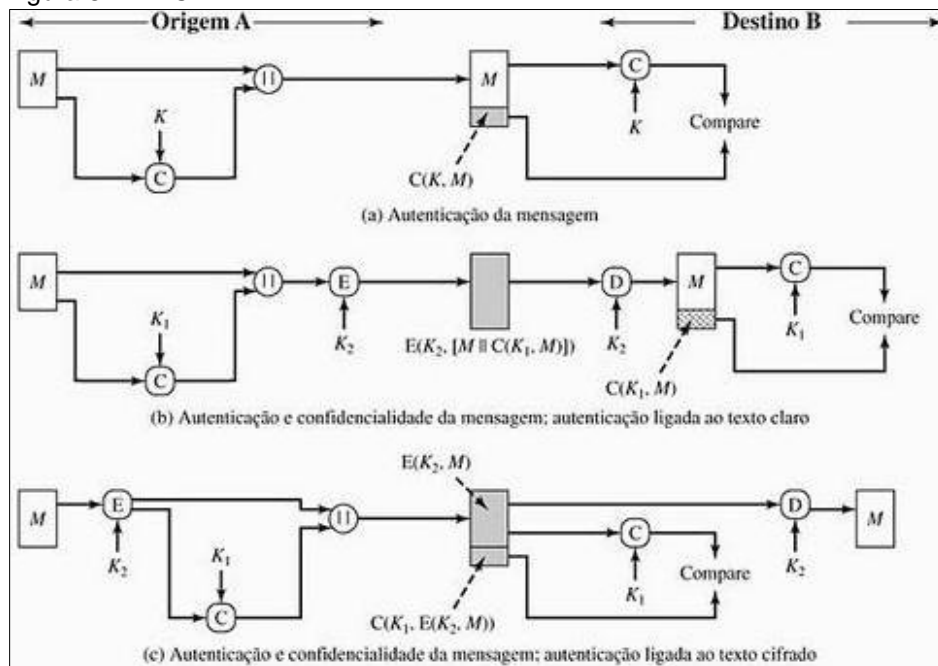 Origem A
Destino B
M
||
M
C
K
C
K
Compare
C(K, M)
(a) Autenticação da mensagem
M
||
E
D
M
C
K1
C
K2
E(K2, [M || C(K1, M)])
K2
K1
Compare
C(K1, M)
(b) Autenticação e confidencialidade da mensagem; autenticação ligada ao texto claro
E(K2, M)
M
E
||
D
M
K2
K1
C
C
K1
Compare
K2
C(K1, E(K2, M))
(c) Autenticação e confidencialidade da mensagem; autenticação ligada ao texto cifrado